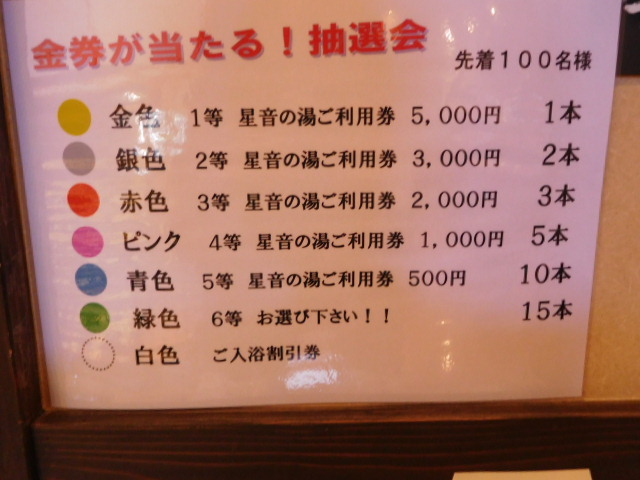 金券が当たる！抽選会
先着１００名様
金色 1等 星音の湯ご利用券 5，000円 1本
銀色 2等 星音の湯ご利用券 3，000円 2本
赤色 3等 星音の湯ご利用券 2，000円 3本
ピンク 4等 星音の湯ご利用券 1，000円 5本
青色 5等 星音の湯ご利用券 500円 10本
緑色 6等 お選び下さい！！ 15本
白色 ご入浴割引券